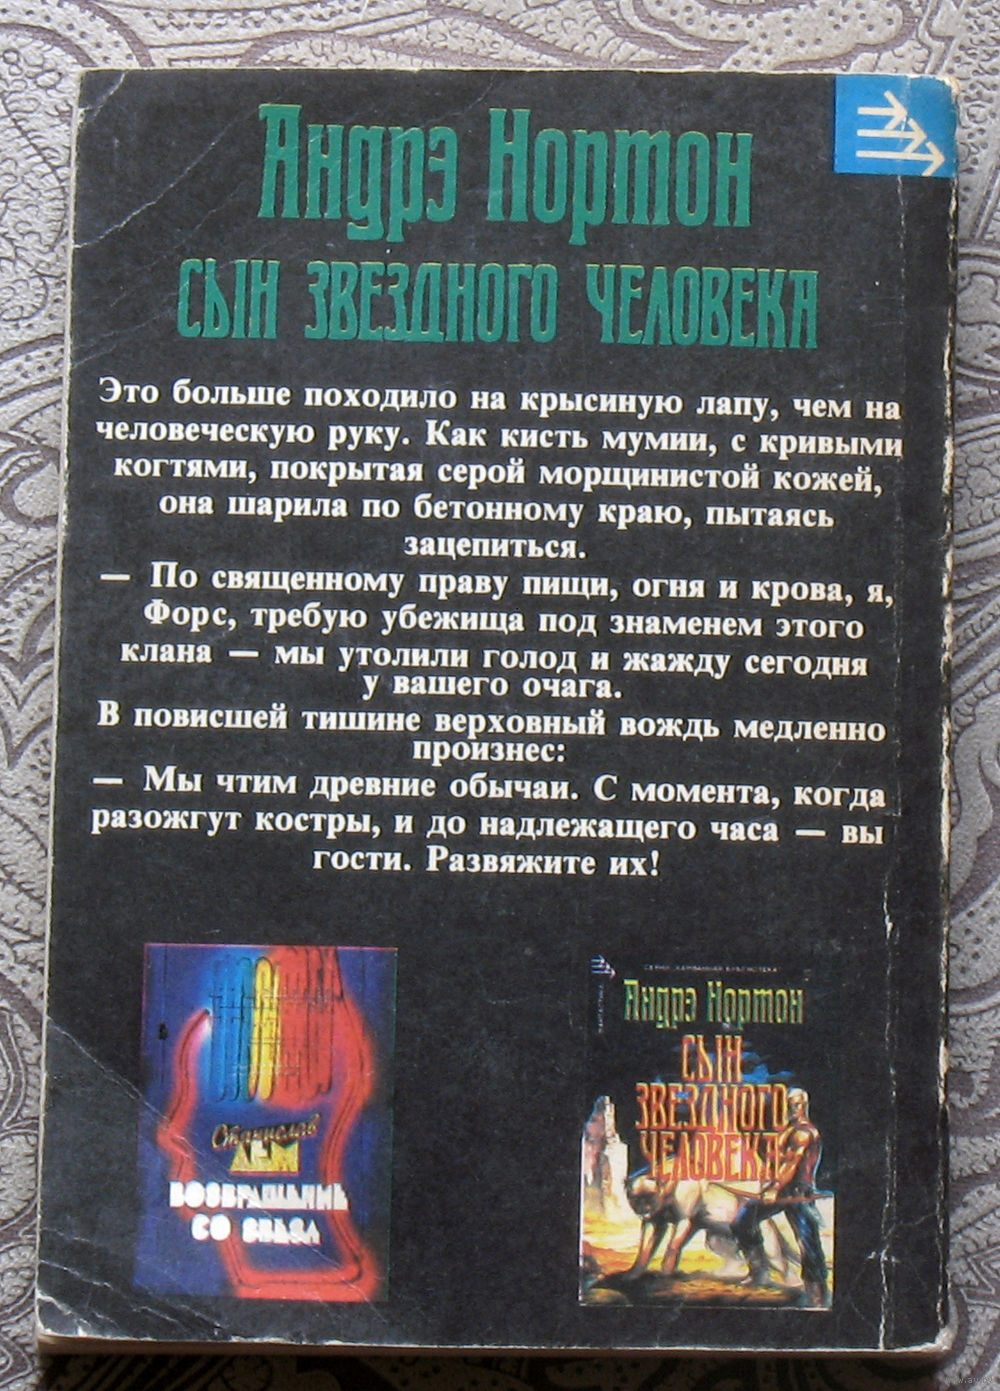 Андрэ Нортон
СЫН ЗВЕЗДНОГО ЧЕЛОВЕКА
Это больше походило на крысиную лапу, чем на
человеческую руку. Как кисть мумии, с кривыми
когтями, покрытая серой морщинистой кожей,
она шарила по бетонному краю, пытаясь
зацепиться.
— По священному праву пищи, огня и крова, я,
Форс, требую убежища под знаменем этого
клана — мы утолили голод и жажду сегодня
у вашего очага.
В повисшей тишине верховный вождь медленно
произнес:
— Мы чтим древние обычаи. С момента, когда
разожгут костры, и до надлежащего часа — вы
гости. Развяжите их!
Станислав
ЛЕМ
ВОЗВРАЩЕНИЕ
СО ЗВЕЗД
СЕРИЯ "КАРМАННАЯ БИБЛИОТЕКА"
ФАНТАСТИКА
Андрэ Нортон
СЫН
ЗВЕЗДНОГО
ЧЕЛОВЕКА